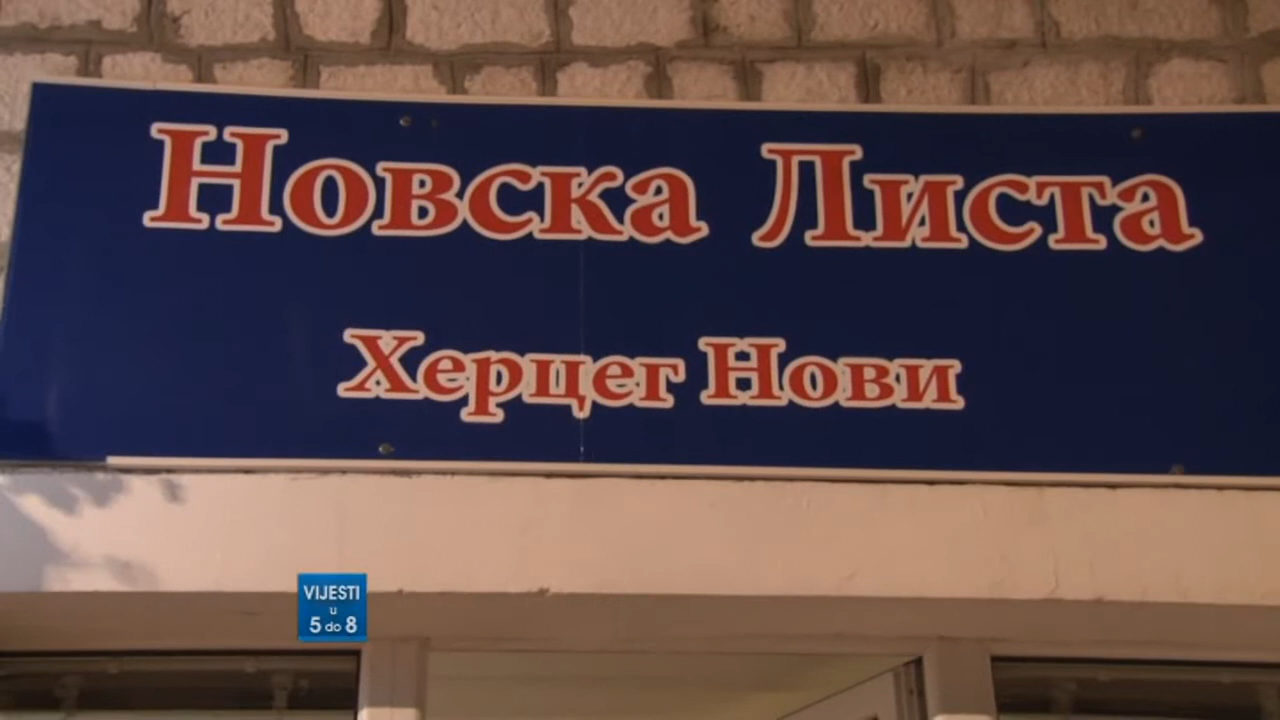 Новска Листа
Херцег Нови
VIJESTI
u
5 do 8